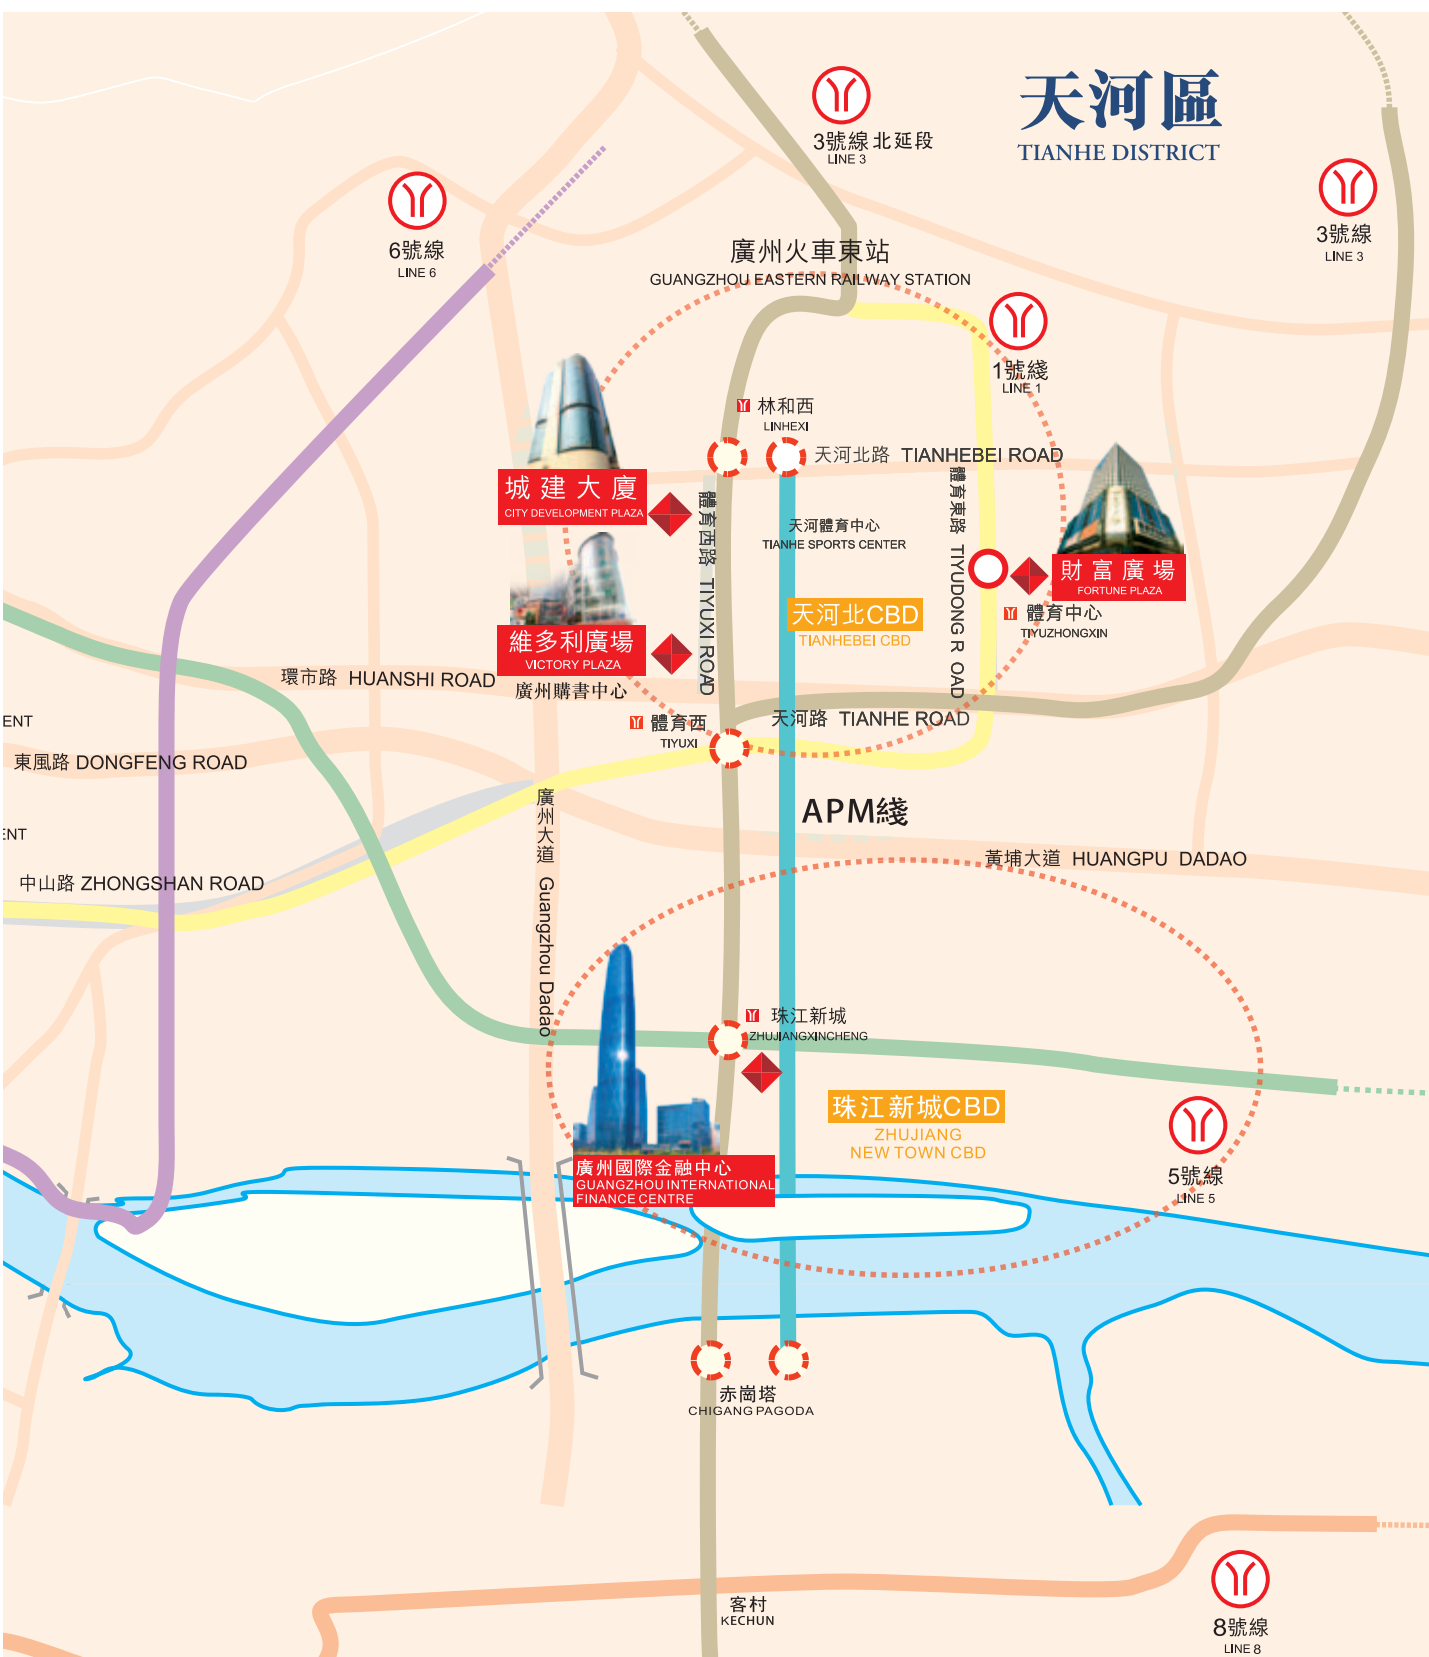 天河區
TIANHE DISTRICT
3號線北延段
LINE 3
3號線
LINE 3
6號線
LINE 6
廣州火車東站
GUANGZHOU EASTERN RAILWAY STATION
1號綫
LINE 1
林和西
LINHEXI
天河北路 TIANHEBEI ROAD
城建大廈
CITY DEVELOPMENT PLAZA
體育西路 TIYUXI ROAD
天河體育中心
TIANHE SPORTS CENTER
體育東路 TIYUDONG R OAD
財富廣場
FORTUNE PLAZA
體育中心
TIYUZHONGXIN
天河北CBD
TIANHEBEI CBD
維多利廣場
VICTORY PLAZA
廣州購書中心
環市路 HUANSHI ROAD
體育西
TIYUXI
天河路 TIANHE ROAD
ENT
東風路 DONGFENG ROAD
廣州大道 Guangzhou Dadao
APM綫
ENT
黃埔大道 HUANGPU DADAO
中山路 ZHONGSHAN ROAD
珠江新城
ZHUJIANGXINCHENG
珠江新城CBD
ZHUJIANG
NEW TOWN CBD
5號線
LINE 5
廣州國際金融中心
GUANGZHOU INTERNATIONAL
FINANCE CENTRE
赤崗塔
CHIGANG PAGODA
客村
KECHUN
8號線
LINE 8